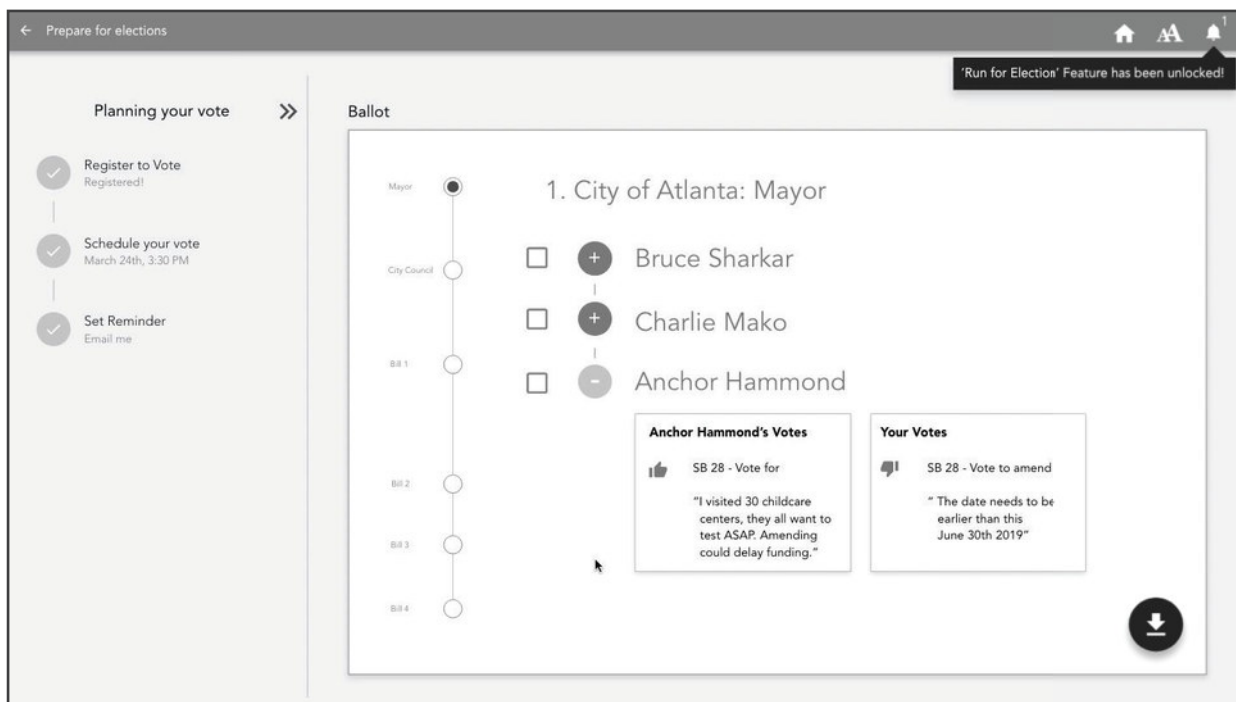 Prepare for elections
AA
1
'Run for Election' Feature has been unlocked!
Planning your vote
Register to Vote
Registered!
Schedule your vote
March 24th, 3:30 PM
Set Reminder
Email me
Ballot
Mayor
City Council
Bill 1
Bill 2
Bill 3
Bill 4
1. City of Atlanta: Mayor
Bruce Sharkar
Charlie Mako
Anchor Hammond
Anchor Hammond's Votes
SB 28 - Vote for
"I visited 30 childcare
centers, they all want to
test ASAP. Amending
could delay funding."
Your Votes
SB 28 - Vote to amend
" The date needs to be
earlier than this
June 30th 2019"